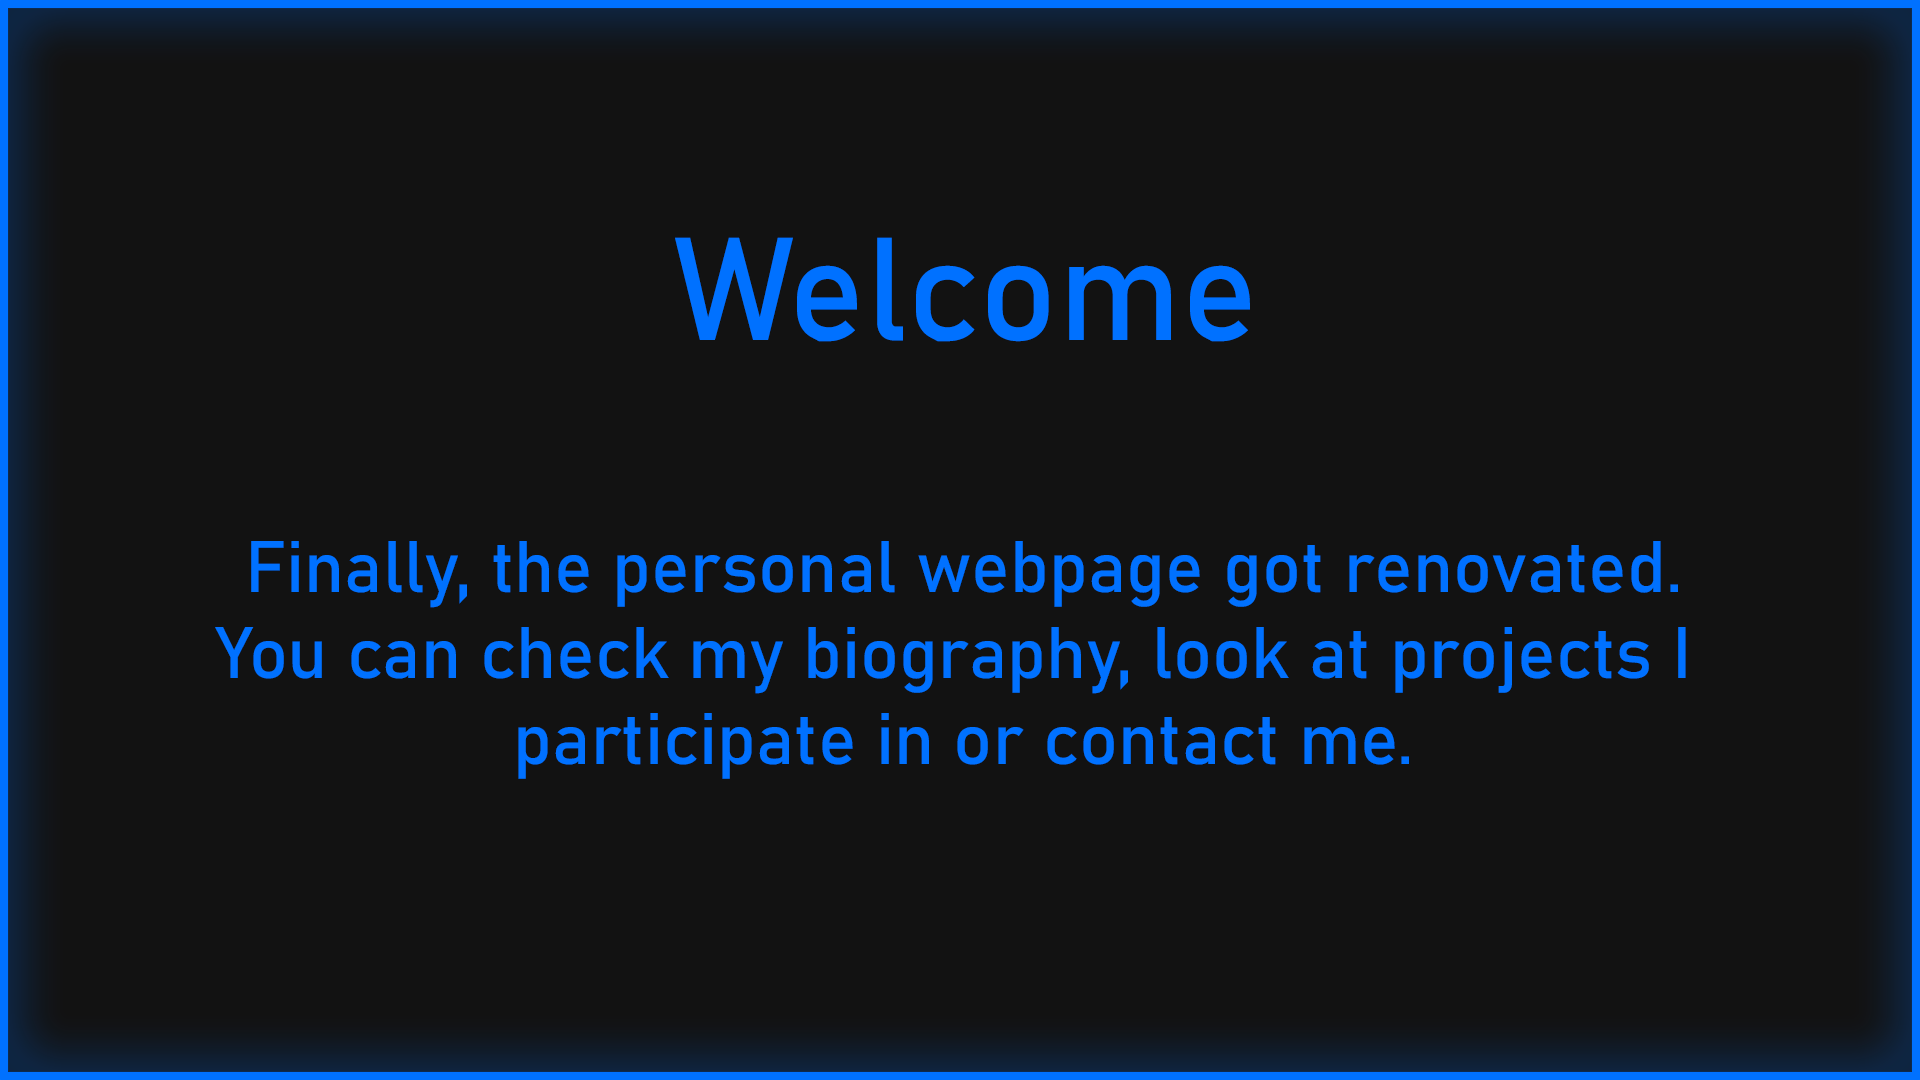 Welcome
Finally, the personal webpage got renovated.
You can check my biography, look at projects I
participate in or contact me.